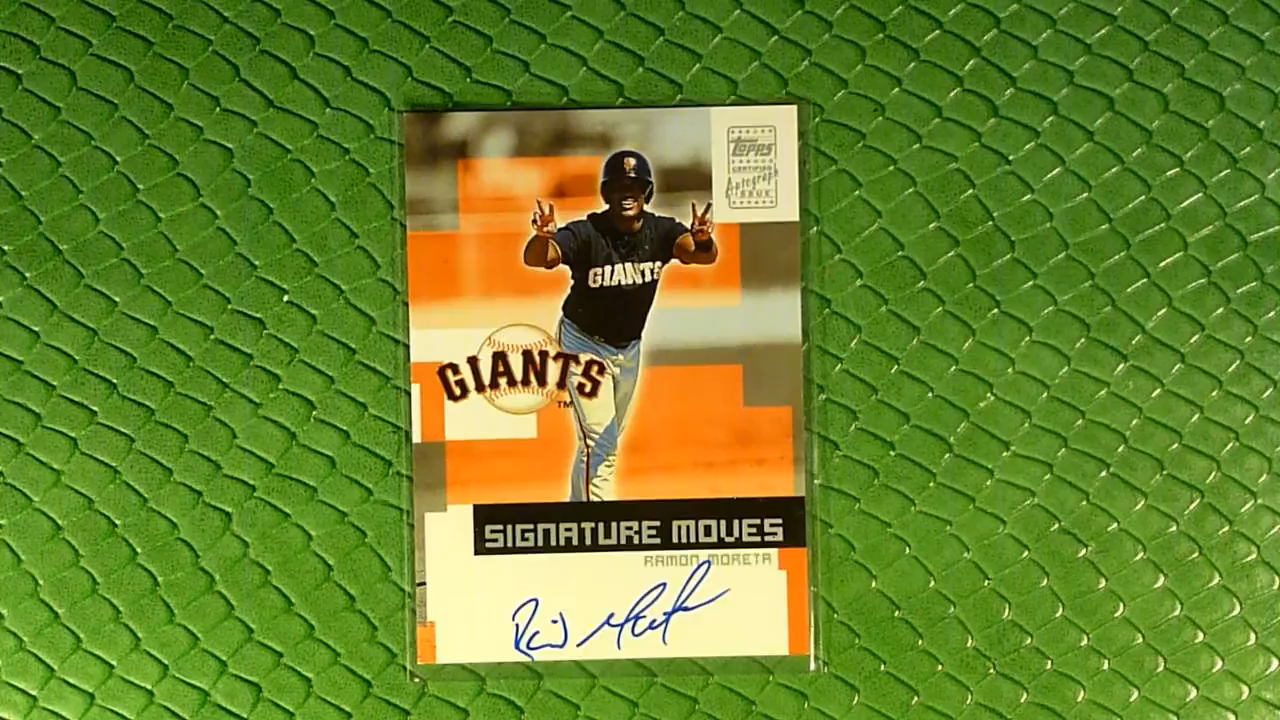 Topps
CERTIFIED
Autograph
ISSUE
GIANTS
GIANTS
TM
SIGNATURE MOVES
RAMON MORETA